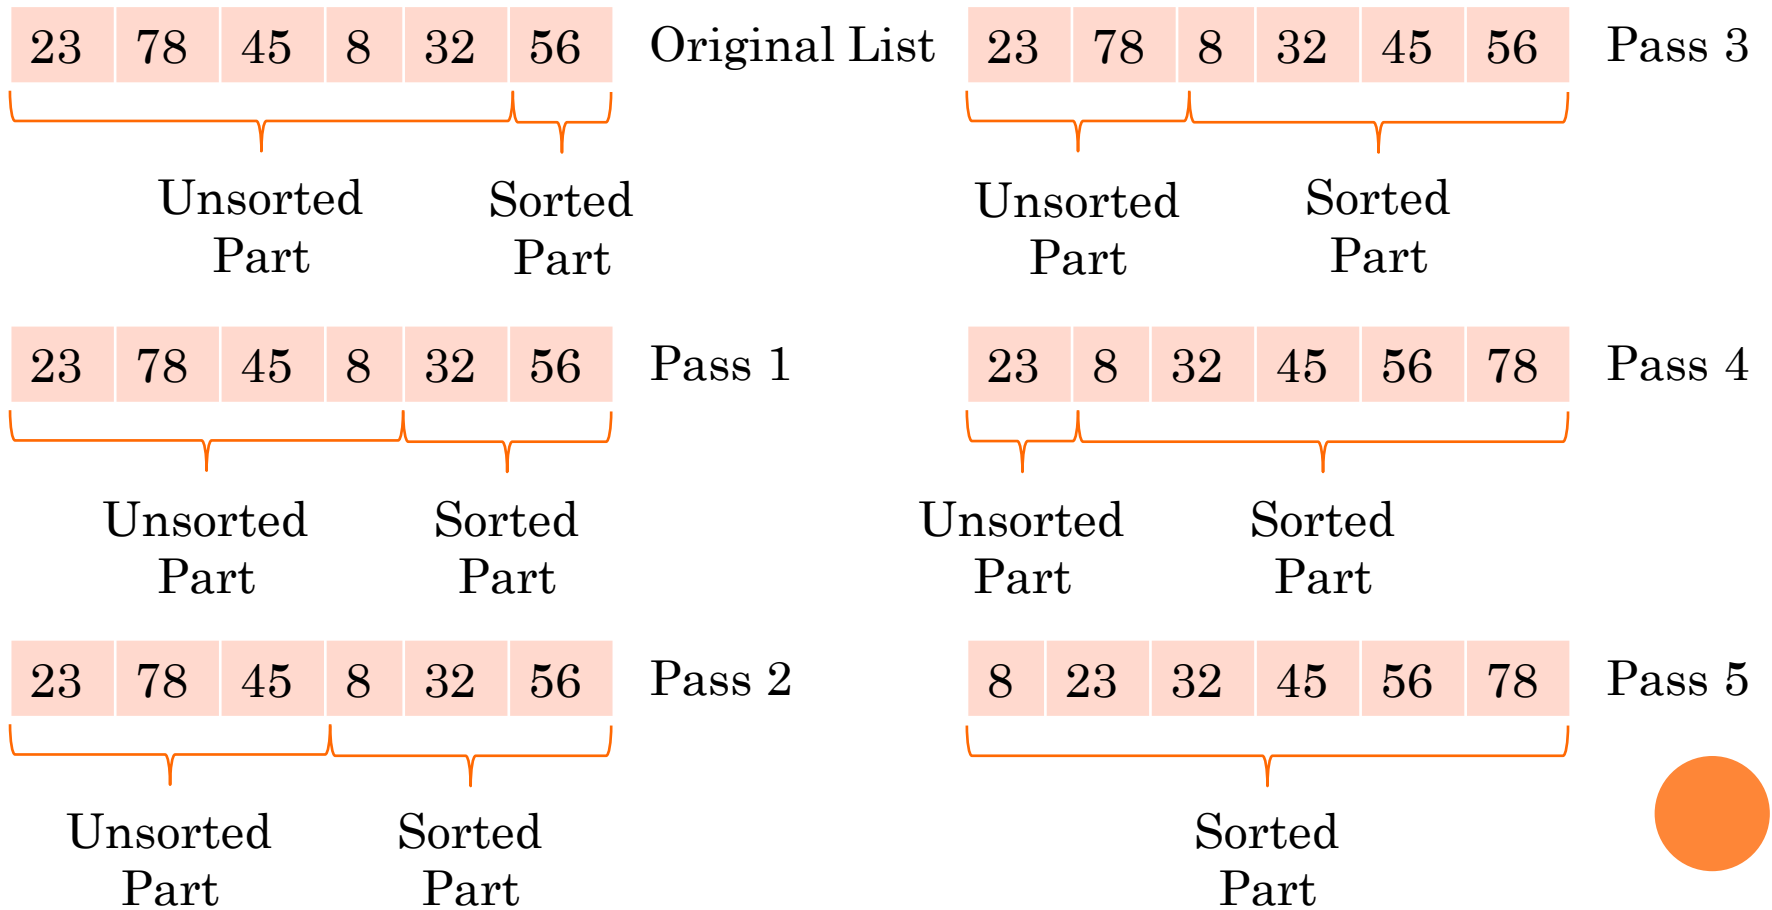 23 78 45 8 32 56 Original List
Unsorted Part
Sorted Part
23 78 45 8 32 56 Pass 1
Unsorted Part
Sorted Part
23 78 45 8 32 56 Pass 2
Unsorted Part
Sorted Part
23 78 8 32 45 56 Pass 3
Unsorted Part
Sorted Part
23 8 32 45 56 78 Pass 4
Unsorted Part
Sorted Part
8 23 32 45 56 78 Pass 5
Sorted Part